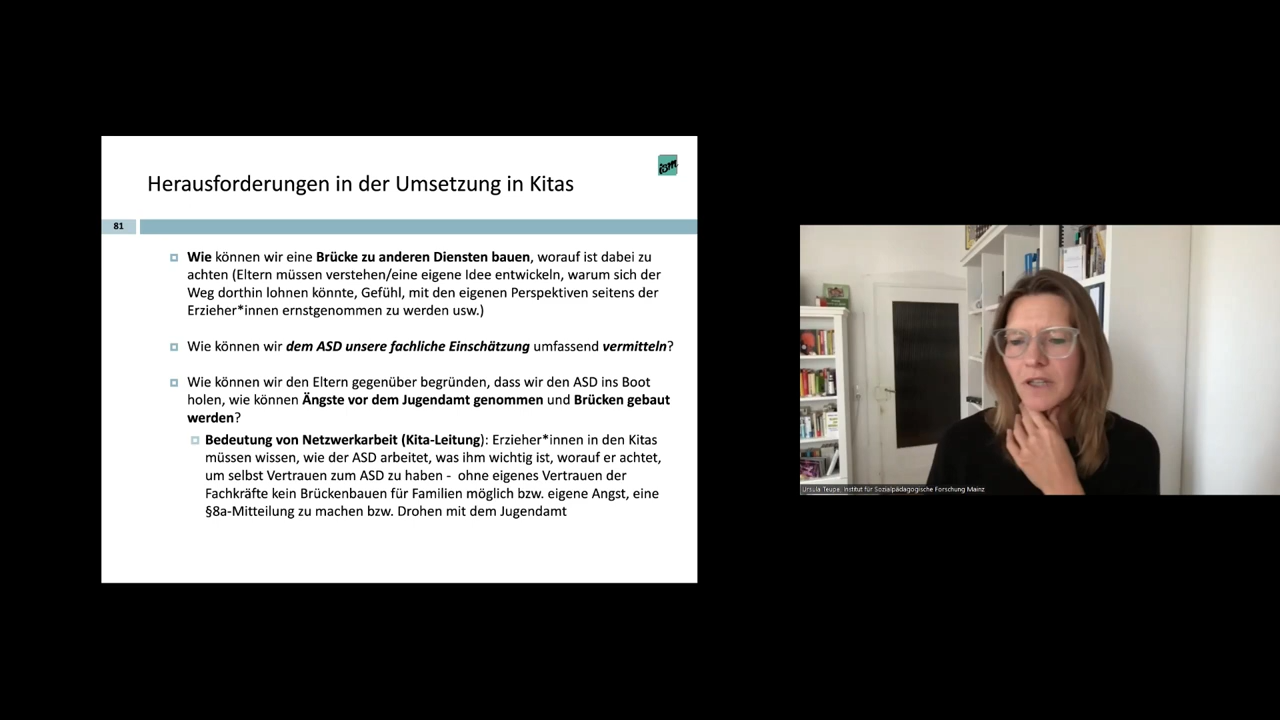 ism
Herausforderungen in der Umsetzung in Kitas
81
Wie können wir eine Brücke zu anderen Diensten bauen, worauf ist dabei zu
achten (Eltern müssen verstehen/eine eigene Idee entwickeln, warum sich der
Weg dorthin lohnen könnte, Gefühl, mit den eigenen Perspektiven seitens der
Erzieher*innen ernstgenommen zu werden usw.)
Wie können wir dem ASD unsere fachliche Einschätzung umfassend vermitteln?
Wie können wir den Eltern gegenüber begründen, dass wir den ASD ins Boot
holen, wie können Ängste vor dem Jugendamt genommen und Brücken gebaut
werden?
Bedeutung von Netzwerkarbeit (Kita-Leitung): Erzieher*innen in den Kitas
müssen wissen, wie der ASD arbeitet, was ihm wichtig ist, worauf er achtet,
um selbst Vertrauen zum ASD zu haben - ohne eigenes Vertrauen der
Fachkräfte kein Brückenbauen für Familien möglich bzw. eigene Angst, eine
§8a-Mitteilung zu machen bzw. Drohen mit dem Jugendamt
Ursula Teupe, Institut für Sozialpädagogische Forschung Mainz